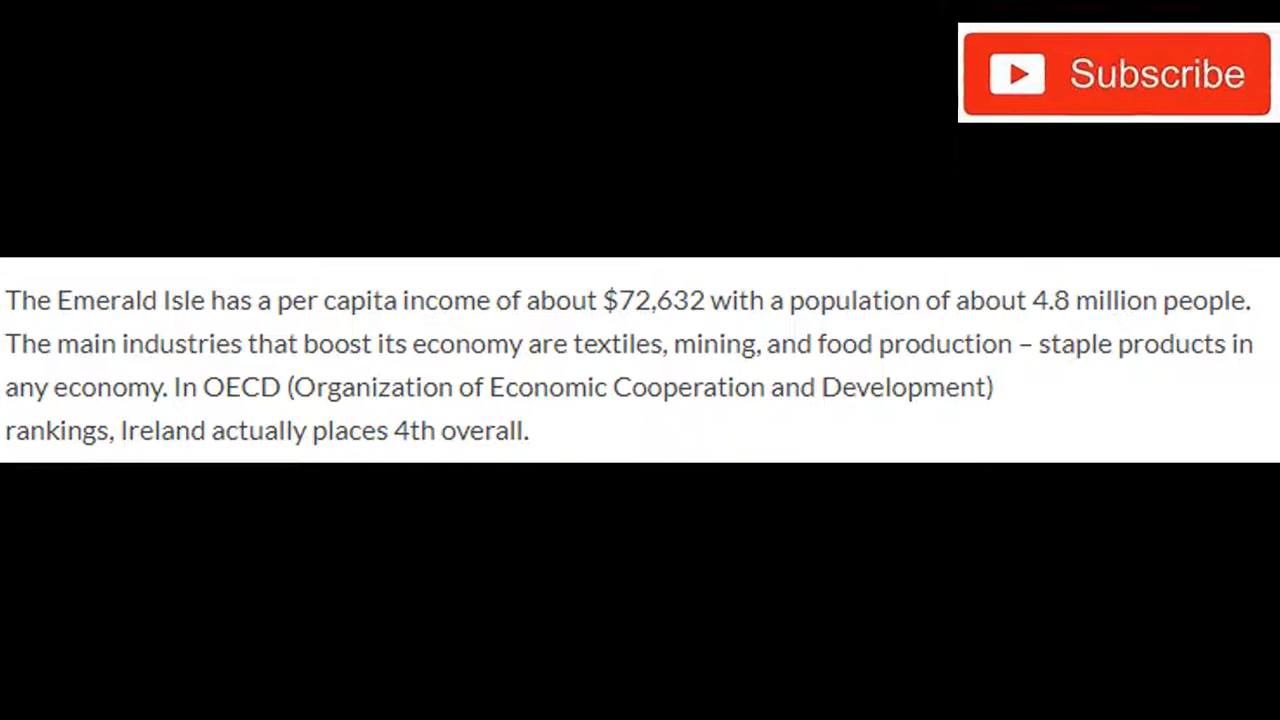 Subscribe
The Emerald Isle has a per capita income of about $72,632 with a population of about 4.8 million people.
The main industries that boost its economy are textiles, mining, and food production – staple products in
any economy. In OECD (Organization of Economic Cooperation and Development)
rankings, Ireland actually places 4th overall.